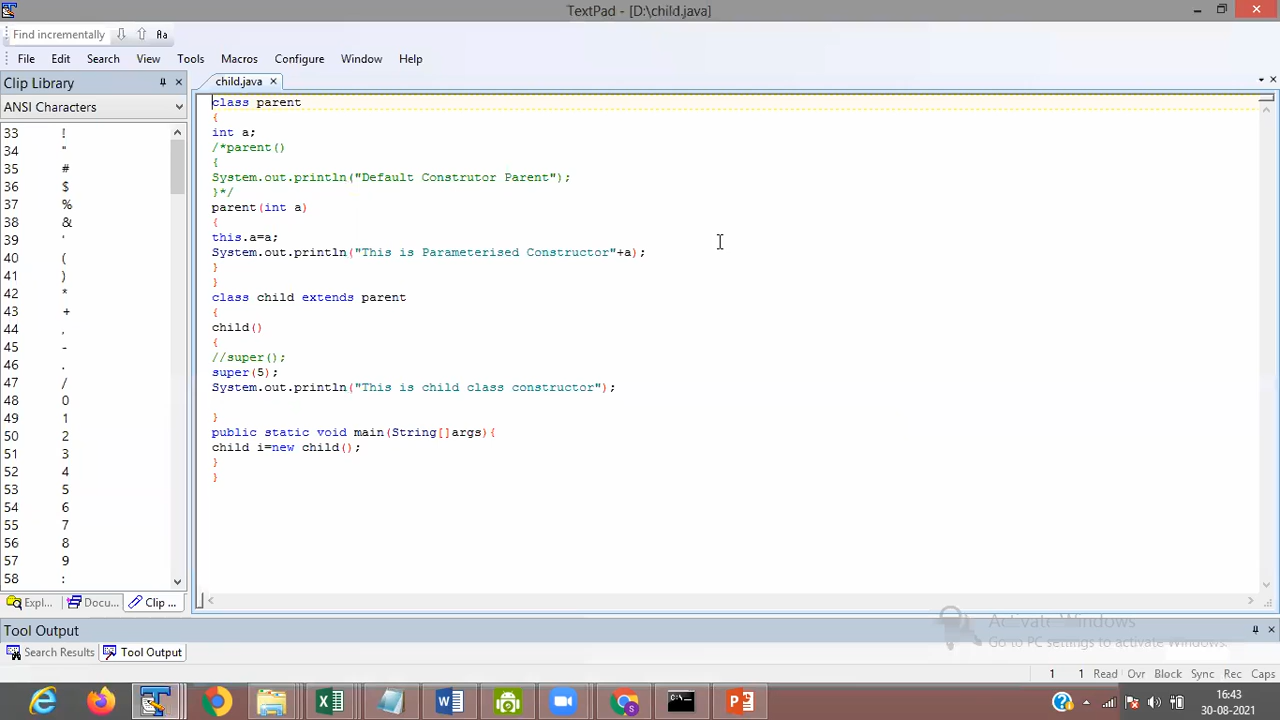 TextPad - [D:\child.java]
Find incrementally
Aa
File Edit Search View Tools Macros Configure Window Help
Clip Library
child.java
ANSI Characters
33 !
34 "
35 #
36 $
37 %
38 &
39 '
40 (
41 )
42 *
43 +
44 ,
45 -
46 .
47 /
48 0
49 1
50 2
51 3
52 4
53 5
54 6
55 7
56 8
57 9
58 :
class parent
{
int a;
/*parent()
{
System.out.println("Default Construtor Parent");
}*/
parent(int a)
{
this.a=a;
System.out.println("This is Parameterised Constructor"+a);
}
}
class child extends parent
{
child()
{
//super();
super(5);
System.out.println("This is child class constructor");
}
public static void main(String[]args){
child i=new child();
}
}
Expl... Docu... Clip ...
Activate Windows
Go to PC settings to activate Windows.
Tool Output
Search Results Tool Output
1 1 Read Ovr Block Sync Rec Caps
16:43
30-08-2021